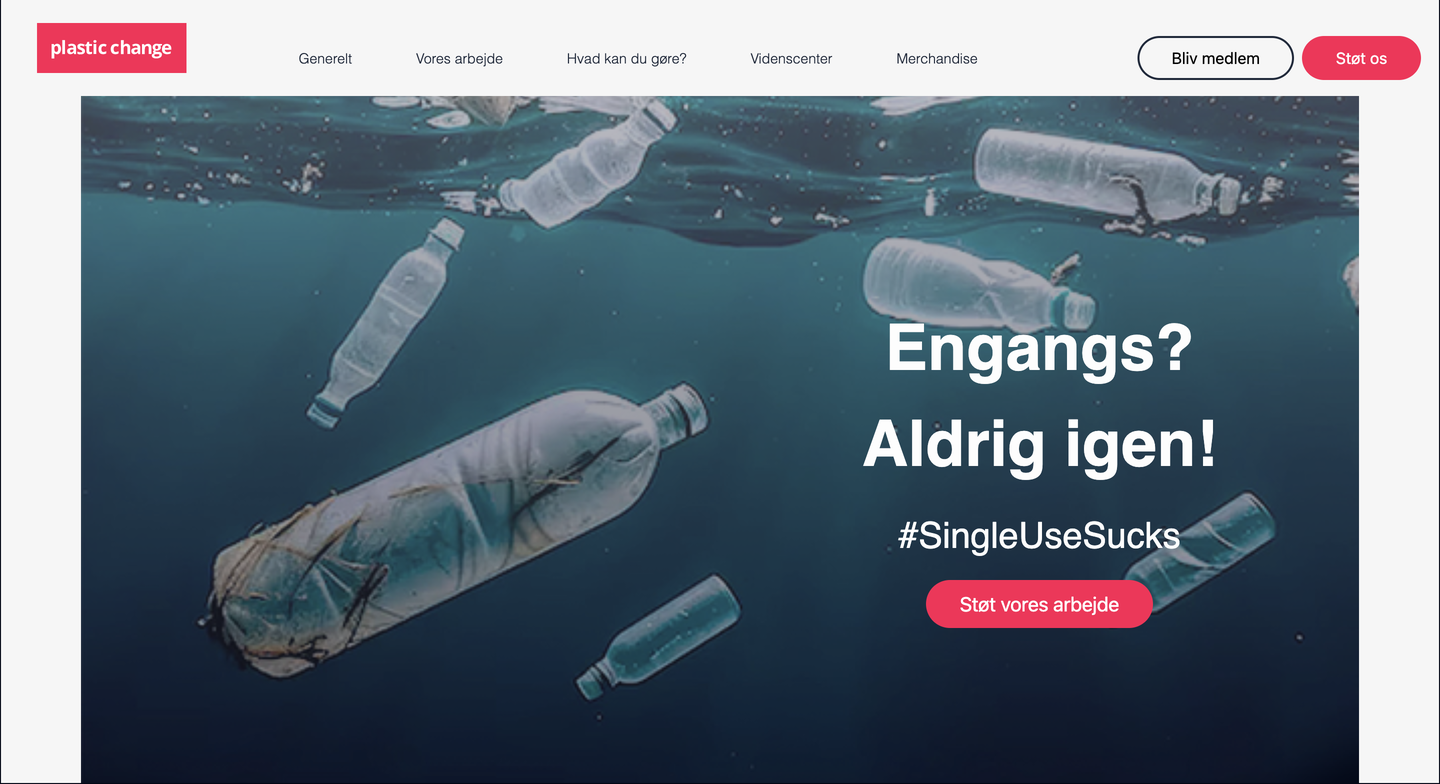 plastic change
Generelt
Vores arbejde
Hvad kan du gøre?
Videnscenter
Merchandise
Bliv medlem
Støt os
Engangs?
Aldrig igen!
#SingleUseSucks
Støt vores arbejde